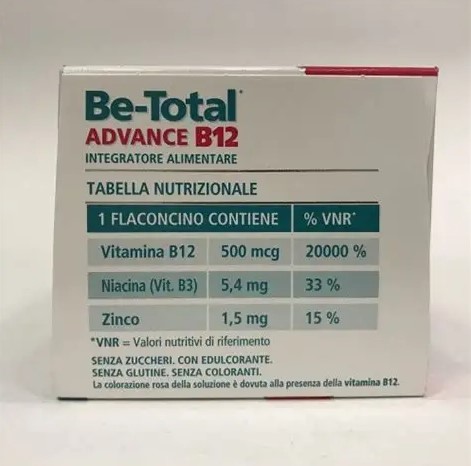 Be-Total
ADVANCE B12
INTEGRATORE ALIMENTARE
TABELLA NUTRIZIONALE
1 FLACONCINO CONTIENE % VNR*
Vitamina B12 500 mcg 20000 %
Niacina (Vit. B3) 5,4 mg 33 %
Zinco 1,5 mg 15 %
*VNR = Valori nutritivi di riferimento
SENZA ZUCCHERI. CON EDULCORANTE.
SENZA GLUTINE. SENZA COLORANTI.
La colorazione rosa della soluzione è dovuta alla presenza della vitamina B12.